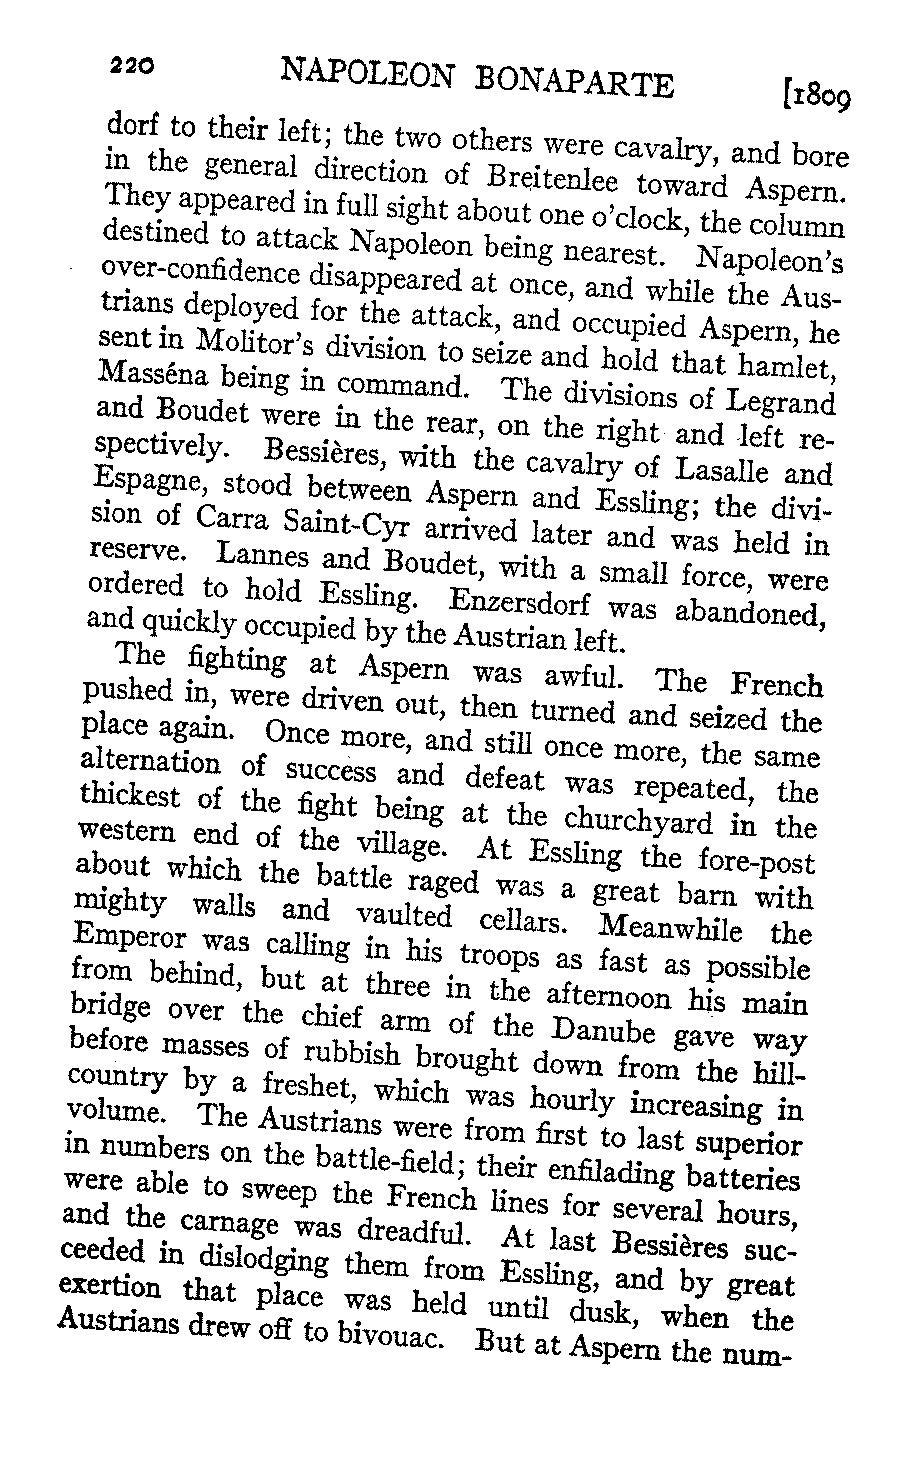 220 NAPOLEON BONAPARTE [1809
dorf to their left; the two others were cavalry, and bore
in the general direction of Breitenlee toward Aspern.
They appeared in full sight about one o'clock, the column
destined to attack Napoleon being nearest. Napoleon's
over-confidence disappeared at once, and while the Aus-
trians deployed for the attack, and occupied Aspern, he
sent in Molitor's division to seize and hold that hamlet,
Masséna being in command. The divisions of Legrand
and Boudet were in the rear, on the right and left re-
spectively. Bessières, with the cavalry of Lasalle and
Espagne, stood between Aspern and Essling; the divi-
sion of Carra Saint-Cyr arrived later and was held in
reserve. Lannes and Boudet, with a small force, were
ordered to hold Essling. Enzersdorf was abandoned,
and quickly occupied by the Austrian left.
The fighting at Aspern was awful. The French
pushed in, were driven out, then turned and seized the
place again. Once more, and still once more, the same
alternation of success and defeat was repeated, the
thickest of the fight being at the churchyard in the
western end of the village. At Essling the fore-post
about which the battle raged was a great barn with
mighty walls and vaulted cellars. Meanwhile the
Emperor was calling in his troops as fast as possible
from behind, but at three in the afternoon his main
bridge over the chief arm of the Danube gave way
before masses of rubbish brought down from the hill-
country by a freshet, which was hourly increasing in
volume. The Austrians were from first to last superior
in numbers on the battle-field; their enfilading batteries
were able to sweep the French lines for several hours,
and the carnage was dreadful. At last Bessières suc-
ceeded in dislodging them from Essling, and by great
exertion that place was held until dusk, when the
Austrians drew off to bivouac. But at Aspern the num-